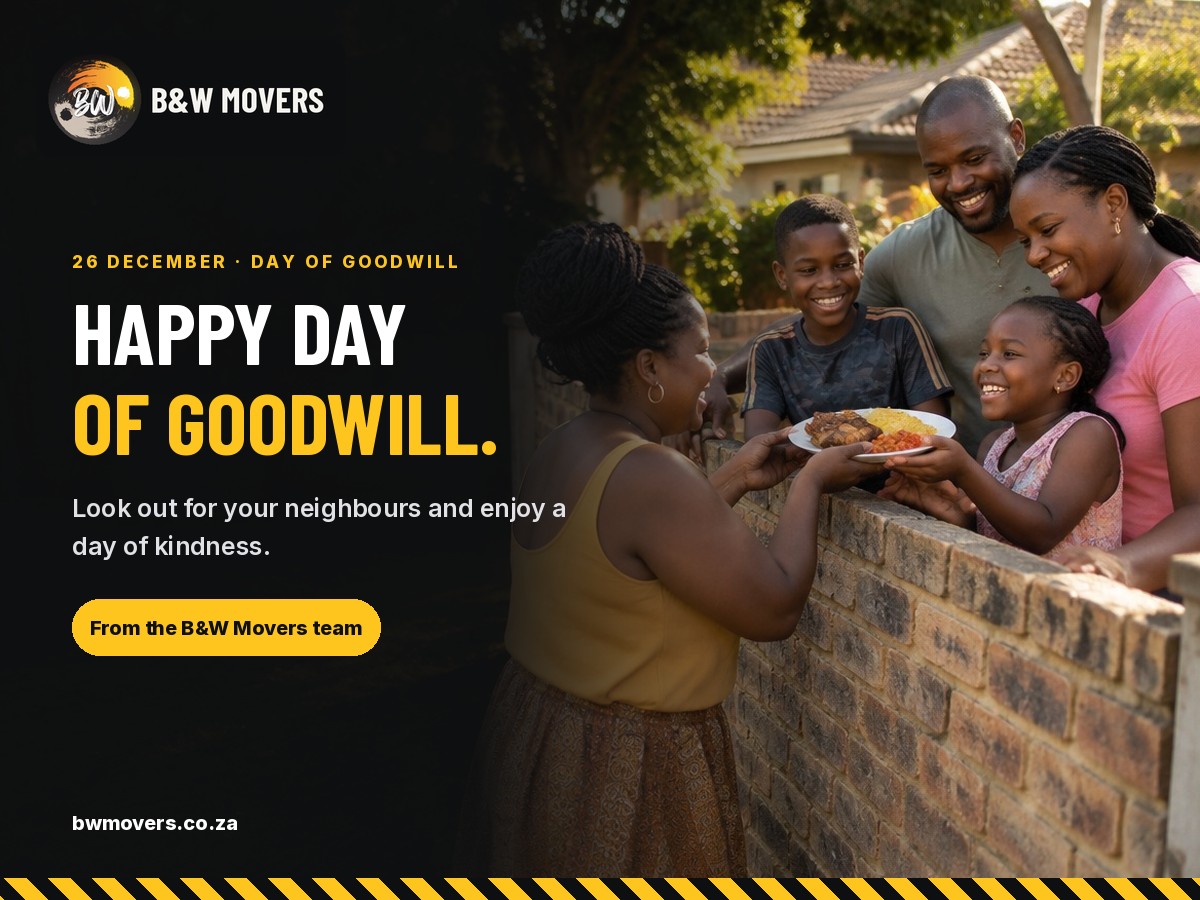 BW
B&W MOVERS
26 DECEMBER · DAY OF GOODWILL
HAPPY DAY
OF GOODWILL.
Look out for your neighbours and enjoy a
day of kindness.
From the B&W Movers team
bwmovers.co.za